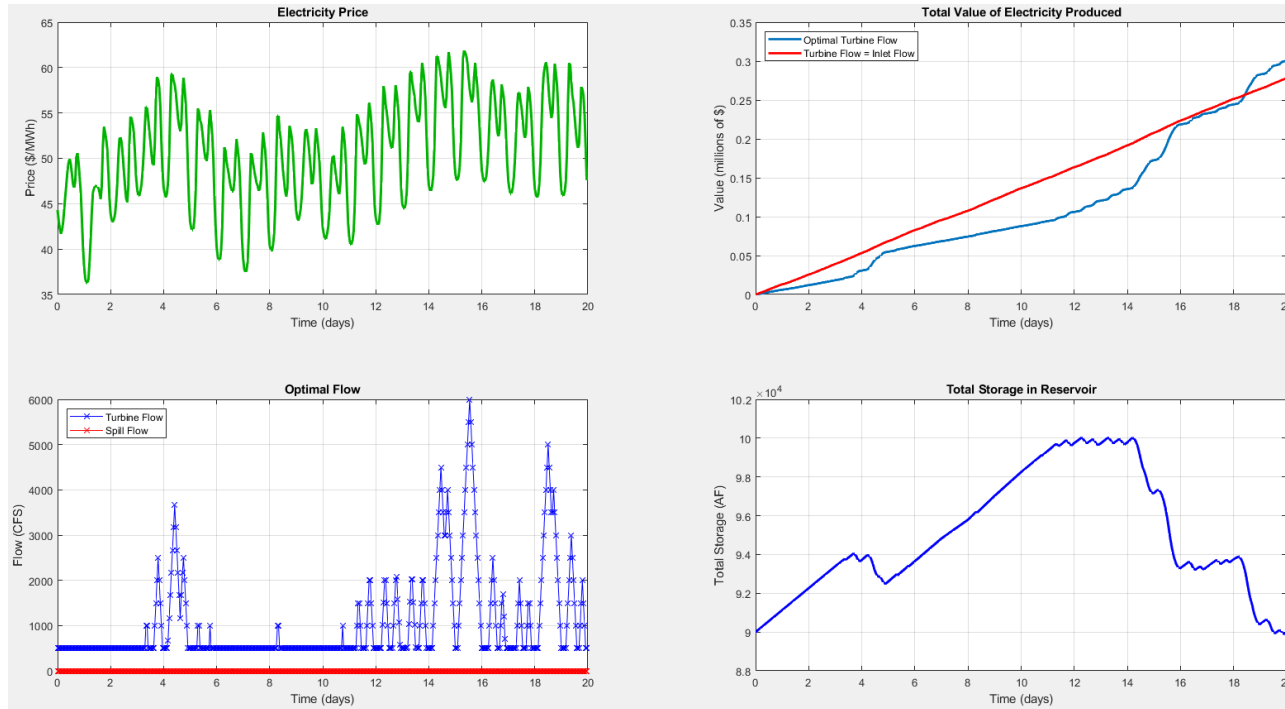 Electricity Price
Price ($/MWh)
65
60
55
50
45
40
35
0 2 4 6 8 10 12 14 16 18 20
Time (days)
Total Value of Electricity Produced
Value (millions of $)
0.35
0.3
0.25
0.2
0.15
0.1
0.05
0
Optimal Turbine Flow
Turbine Flow = Inlet Flow
0 2 4 6 8 10 12 14 16 18 2
Time (days)
Optimal Flow
Flow (CFS)
6000
5000
4000
3000
2000
1000
0
Turbine Flow
Spill Flow
0 2 4 6 8 10 12 14 16 18 20
Time (days)
Total Storage in Reservoir
×10⁴
Total Storage (AF)
10.2
10
9.8
9.6
9.4
9.2
9
8.8
0 2 4 6 8 10 12 14 16 18 2
Time (days)